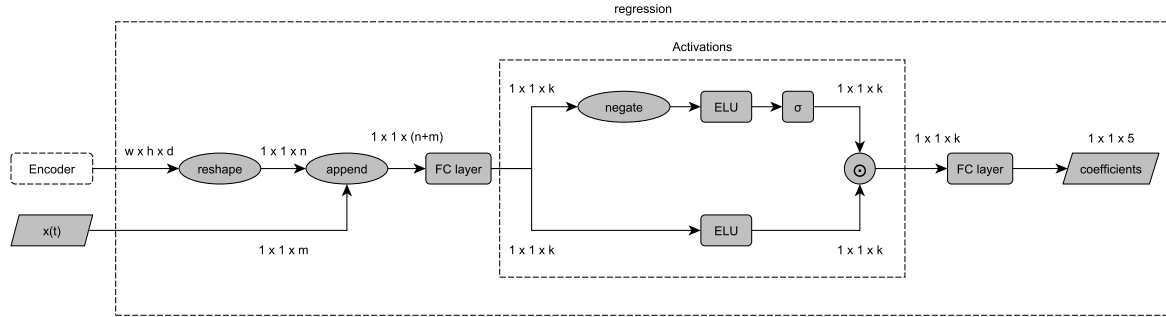 regression
Activations
1 x 1 x k
1 x 1 x k
negate
ELU
σ
1 x 1 x (n+m)
w x h x d
1 x 1 x n
1 x 1 x k
Encoder
reshape
append
FC layer
FC layer
1 x 1 x 5
coefficients
x(t)
ELU
1 x 1 x m
1 x 1 x k
1 x 1 x k